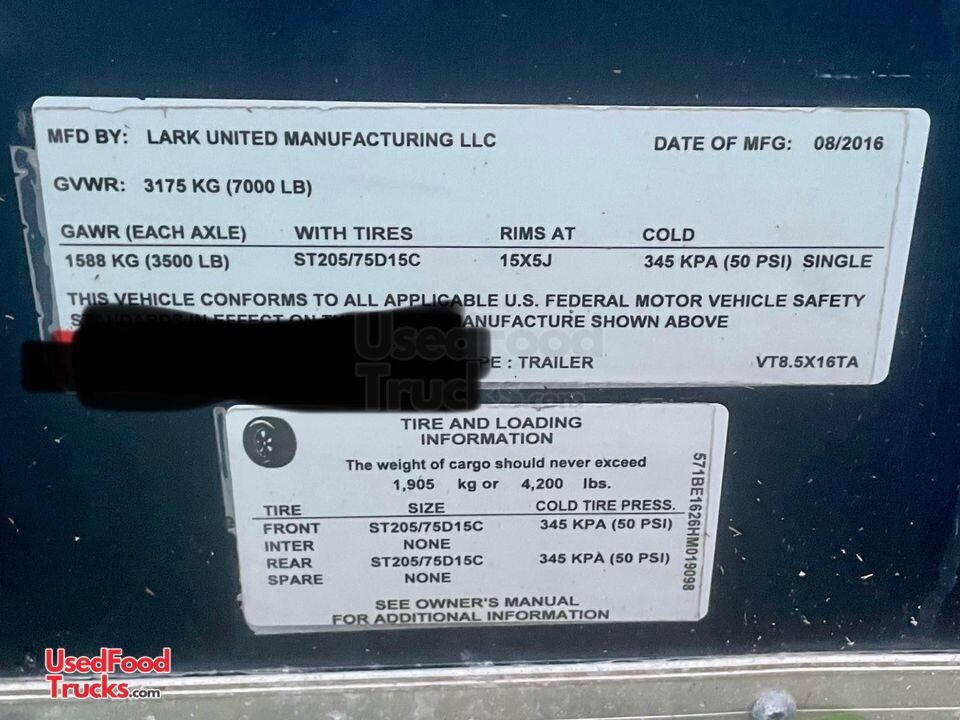 MFD BY: LARK UNITED MANUFACTURING LLC DATE OF MFG: 08/2016
GVWR: 3175 KG (7000 LB)
GAWR (EACH AXLE) WITH TIRES RIMS AT COLD
1588 KG (3500 LB) ST205/75D15C 15X5J 345 KPA (50 PSI) SINGLE
THIS VEHICLE CONFORMS TO ALL APPLICABLE U.S. FEDERAL MOTOR VEHICLE SAFETY
STANDARDS IN EFFECT ON ANUFACTURE SHOWN ABOVE
PE : TRAILER VT8.5X16TA
UsedFood
Trucks.com
TIRE AND LOADING
INFORMATION
The weight of cargo should never exceed
1,905 kg or 4,200 lbs.
TIRE SIZE COLD TIRE PRESS.
FRONT ST205/75D15C 345 KPA (50 PSI)
INTER NONE
REAR ST205/75D15C 345 KPA (50 PSI)
SPARE NONE
SEE OWNER'S MANUAL
FOR ADDITIONAL INFORMATION
571BE1626HM019098
UsedFood
Trucks.com